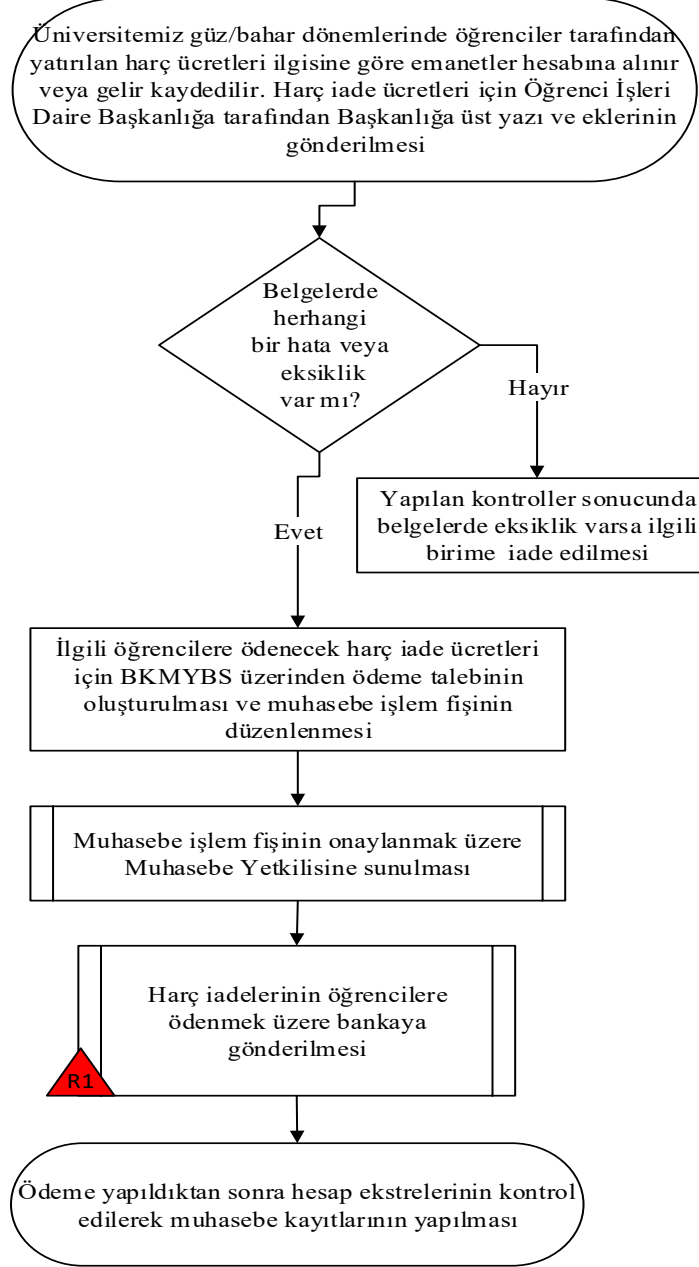 Üniversitemiz güz/bahar dönemlerinde öğrenciler tarafından
yatırılan harç ücretleri ilgisine göre emanetler hesabına alınır
veya gelir kaydedilir. Harç iade ücretleri için Öğrenci İşleri
Daire Başkanlığa tarafından Başkanlığa üst yazı ve eklerinin
gönderilmesi
Belgelerde
herhangi
bir hata veya
eksiklik
var mı?
Hayır
Yapılan kontroller sonucunda
belgelerde eksiklik varsa ilgili
birime iade edilmesi
Evet
İlgili öğrencilere ödenecek harç iade ücretleri
için BKMYBS üzerinden ödeme talebinin
oluşturulması ve muhasebe işlem fişinin
düzenlenmesi
Muhasebe işlem fişinin onaylanmak üzere
Muhasebe Yetkilisine sunulması
Harç iadelerinin öğrencilere
ödenmek üzere bankaya
gönderilmesi
R1
Ödeme yapıldıktan sonra hesap ekstrelerinin kontrol
edilerek muhasebe kayıtlarının yapılması